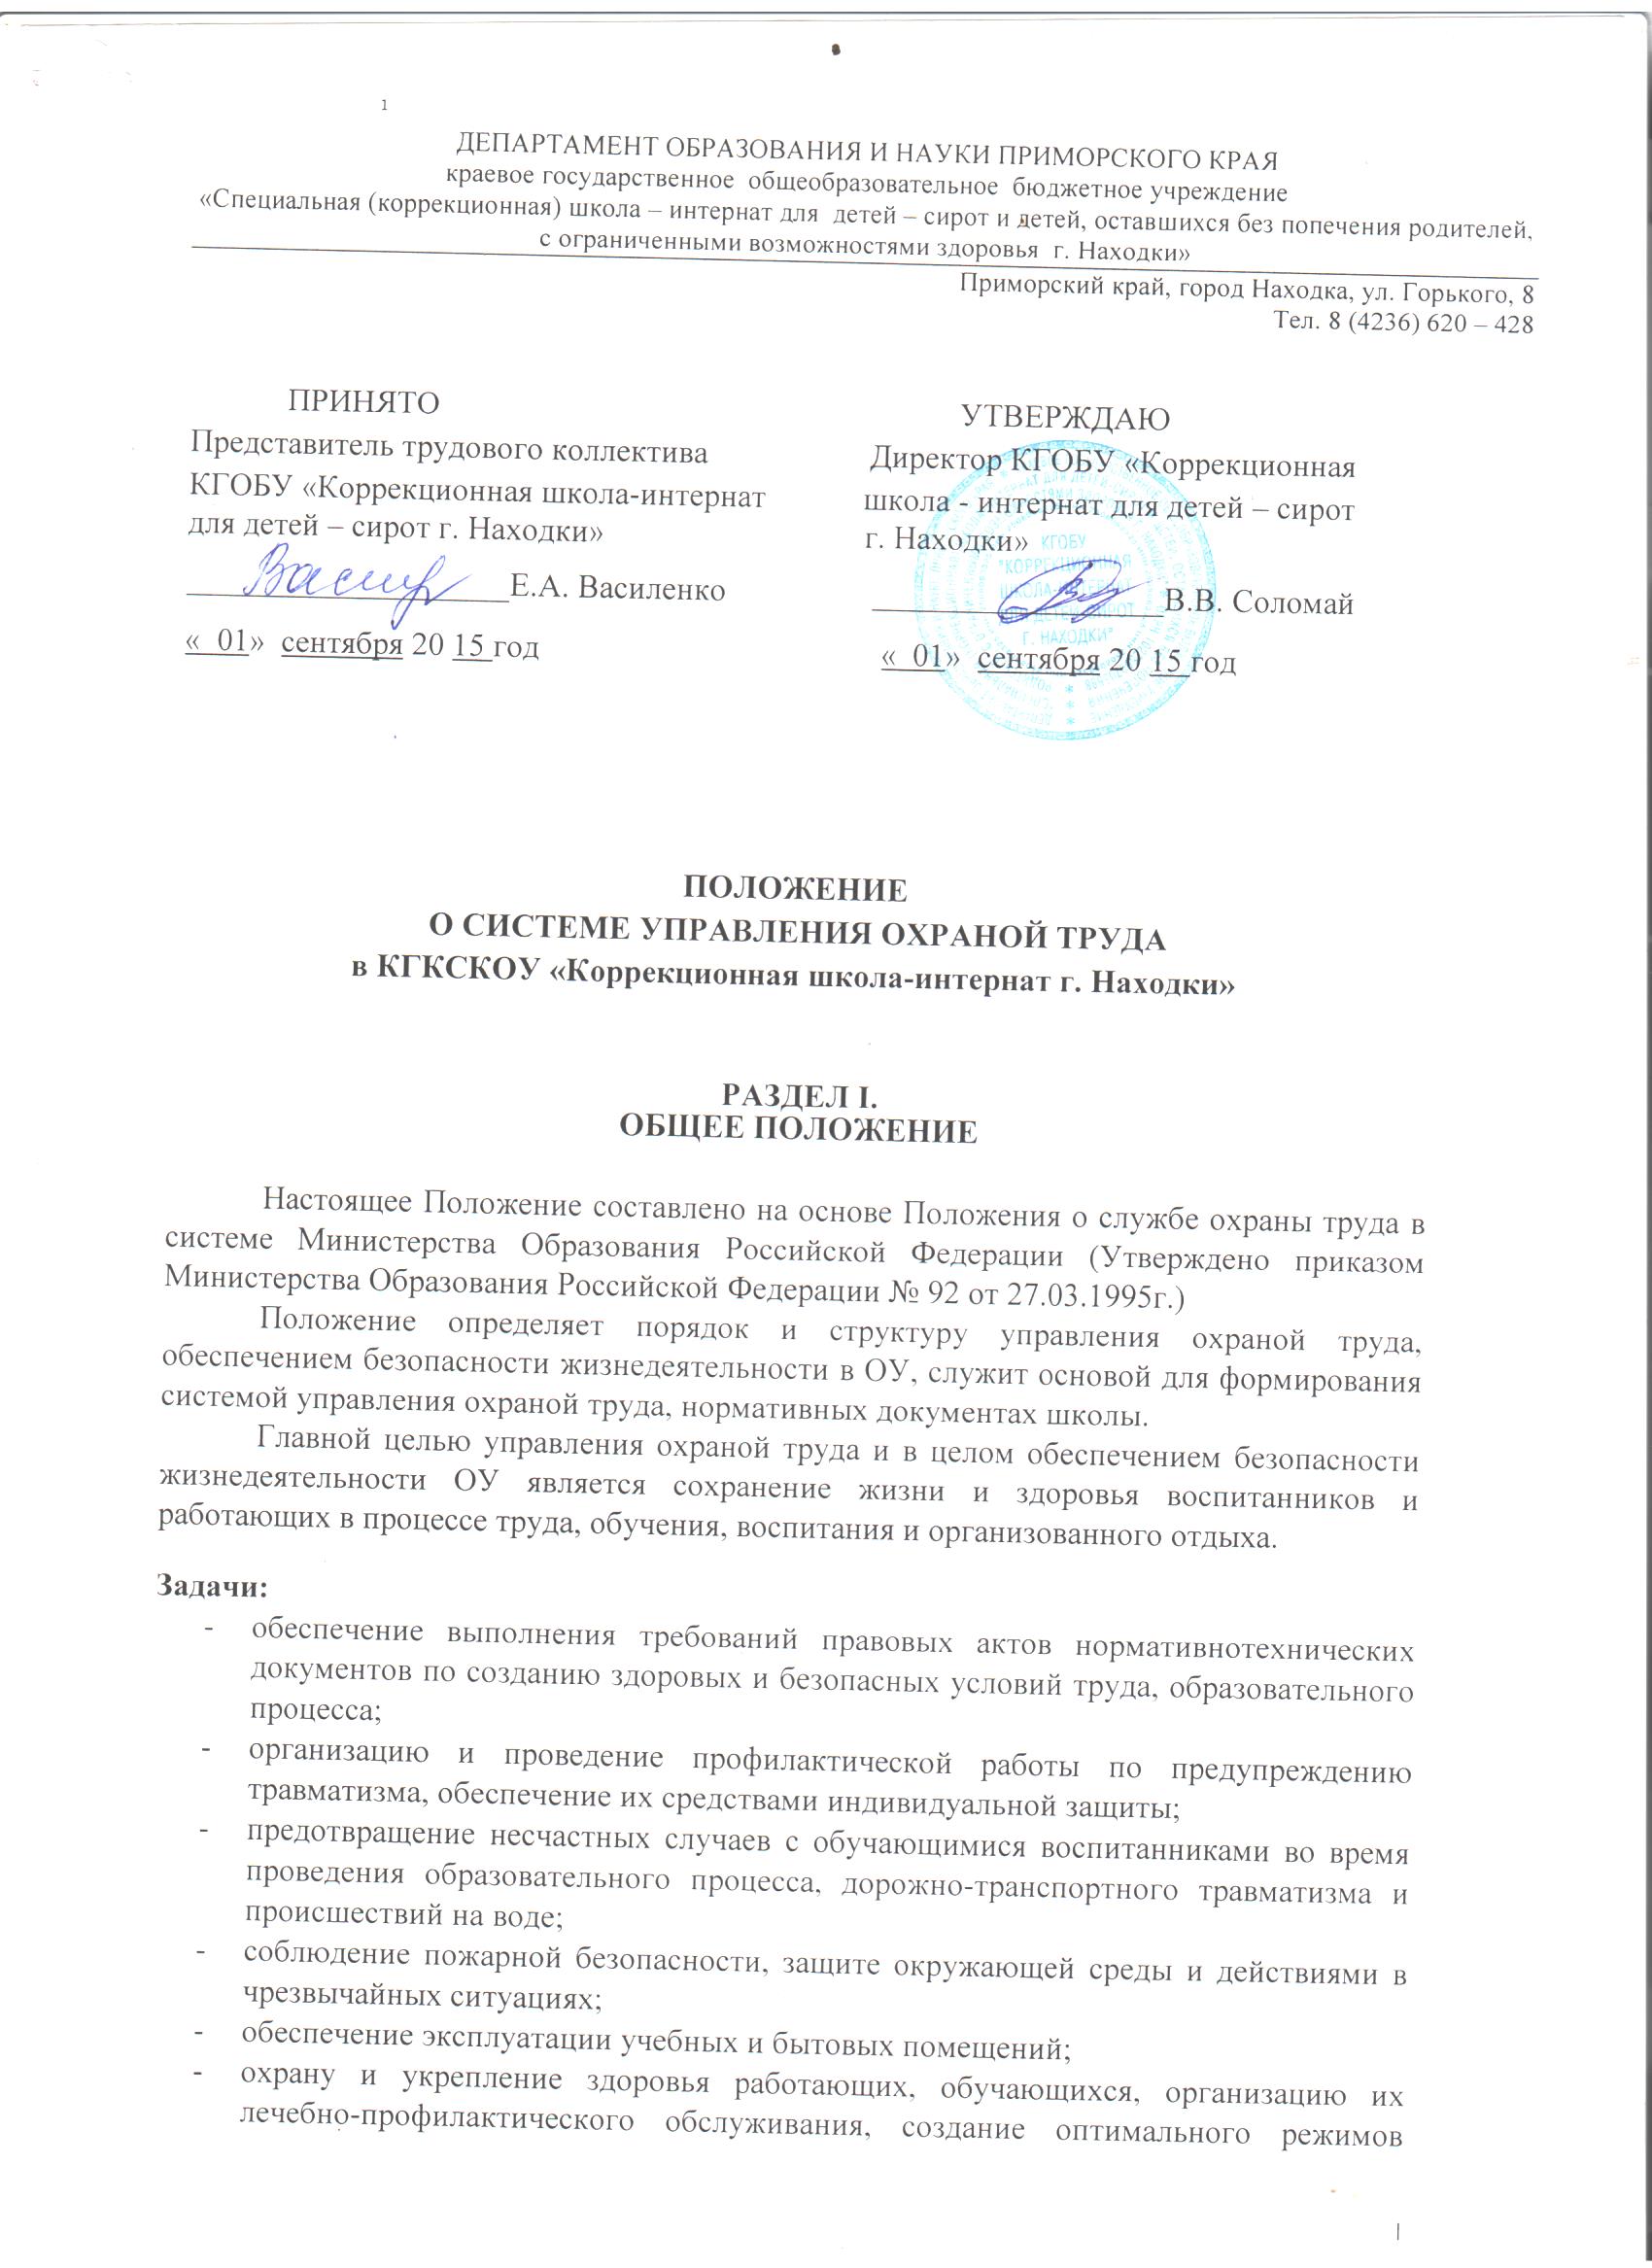 1
ДЕПАРТАМЕНТ ОБРАЗОВАНИЯ И НАУКИ ПРИМОРСКОГО КРАЯ
краевое государственное общеобразовательное бюджетное учреждение
«Специальная (коррекционная) школа – интернат для детей – сирот и детей, оставшихся без попечения родителей,
с ограниченными возможностями здоровья г. Находки»
Приморский край, город Находка, ул. Горького, 8
Тел. 8 (4236) 620 – 428
ПРИНЯТО
Представитель трудового коллектива
КГОБУ «Коррекционная школа-интернат
для детей – сирот г. Находки»
Е.А. Василенко
« 01» сентября 20 15 год
УТВЕРЖДАЮ
Директор КГОБУ «Коррекционная
школа - интернат для детей – сирот
г. Находки»
В.В. Соломай
« 01» сентября 20 15 год
КГОБУ
"КОРРЕКЦИОННАЯ
ШКОЛА-ИНТЕРНАТ
ДЛЯ ДЕТЕЙ-СИРОТ
Г. НАХОДКИ"
ПОЛОЖЕНИЕ
О СИСТЕМЕ УПРАВЛЕНИЯ ОХРАНОЙ ТРУДА
в КГКСКОУ «Коррекционная школа-интернат г. Находки»
РАЗДЕЛ I.
ОБЩЕЕ ПОЛОЖЕНИЕ
Настоящее Положение составлено на основе Положения о службе охраны труда в
системе Министерства Образования Российской Федерации (Утверждено приказом
Министерства Образования Российской Федерации № 92 от 27.03.1995г.)
Положение определяет порядок и структуру управления охраной труда,
обеспечением безопасности жизнедеятельности в ОУ, служит основой для формирования
системой управления охраной труда, нормативных документах школы.
Главной целью управления охраной труда и в целом обеспечением безопасности
жизнедеятельности ОУ является сохранение жизни и здоровья воспитанников и
работающих в процессе труда, обучения, воспитания и организованного отдыха.
Задачи:
- обеспечение выполнения требований правовых актов нормативнотехнических
документов по созданию здоровых и безопасных условий труда, образовательного
процесса;
- организацию и проведение профилактической работы по предупреждению
травматизма, обеспечение их средствами индивидуальной защиты;
- предотвращение несчастных случаев с обучающимися воспитанниками во время
проведения образовательного процесса, дорожно-транспортного травматизма и
происшествий на воде;
- соблюдение пожарной безопасности, защите окружающей среды и действиями в
чрезвычайных ситуациях;
- обеспечение эксплуатации учебных и бытовых помещений;
- охрану и укрепление здоровья работающих, обучающихся, организацию их
лечебно-профилактического обслуживания, создание оптимального режимов